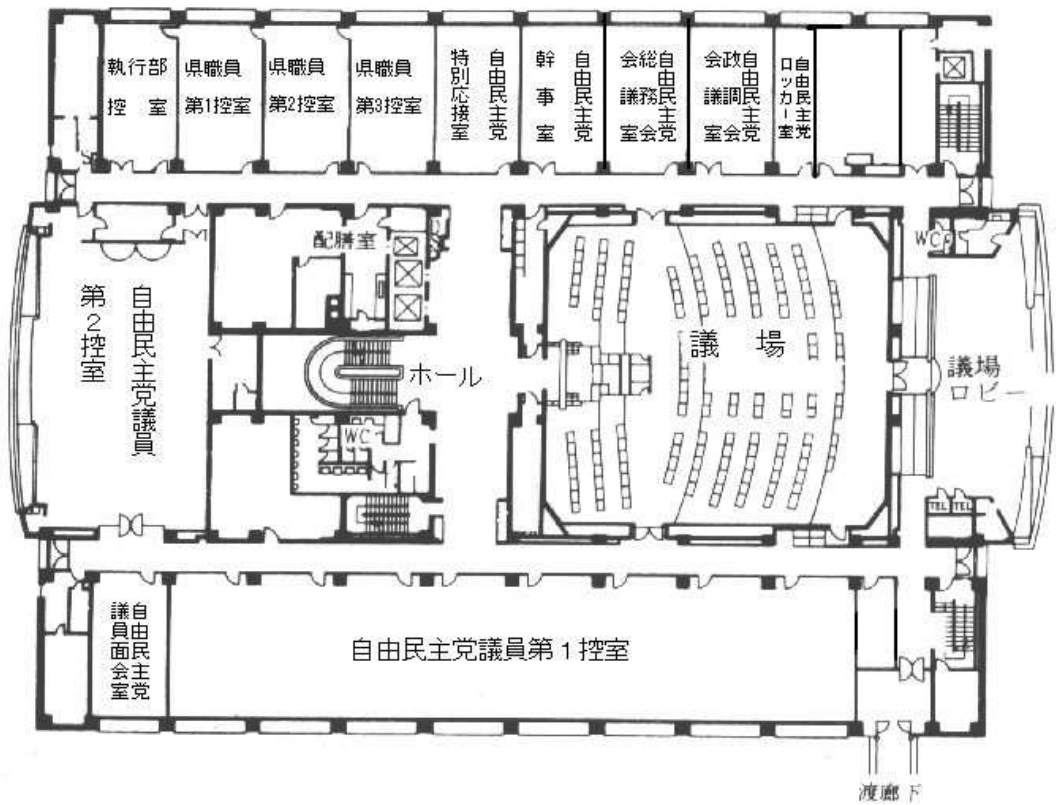 執行部
控室
県職員
第1控室
県職員
第2控室
県職員
第3控室
自由民主党
特別応接室
自由民主党
幹事室
自由民主党
総務会
会議室
自由民主党
政調会
会議室
自由民主党
ロッカー室
配膳室
WC
自由民主党議員
第2控室
ホール
議場
議場
ロビー
WC
TEL
TEL
自由民主党
議員面会室
自由民主党議員第1控室
渡廊下